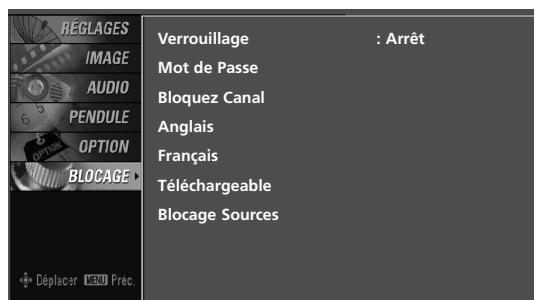 RÉGLAGES
IMAGE
AUDIO
PENDULE
OPTION
BLOCAGE
Verrouillage : Arrêt
Mot de Passe
Bloquez Canal
Anglais
Français
Téléchargeable
Blocage Sources
Déplacer MENU Préc.